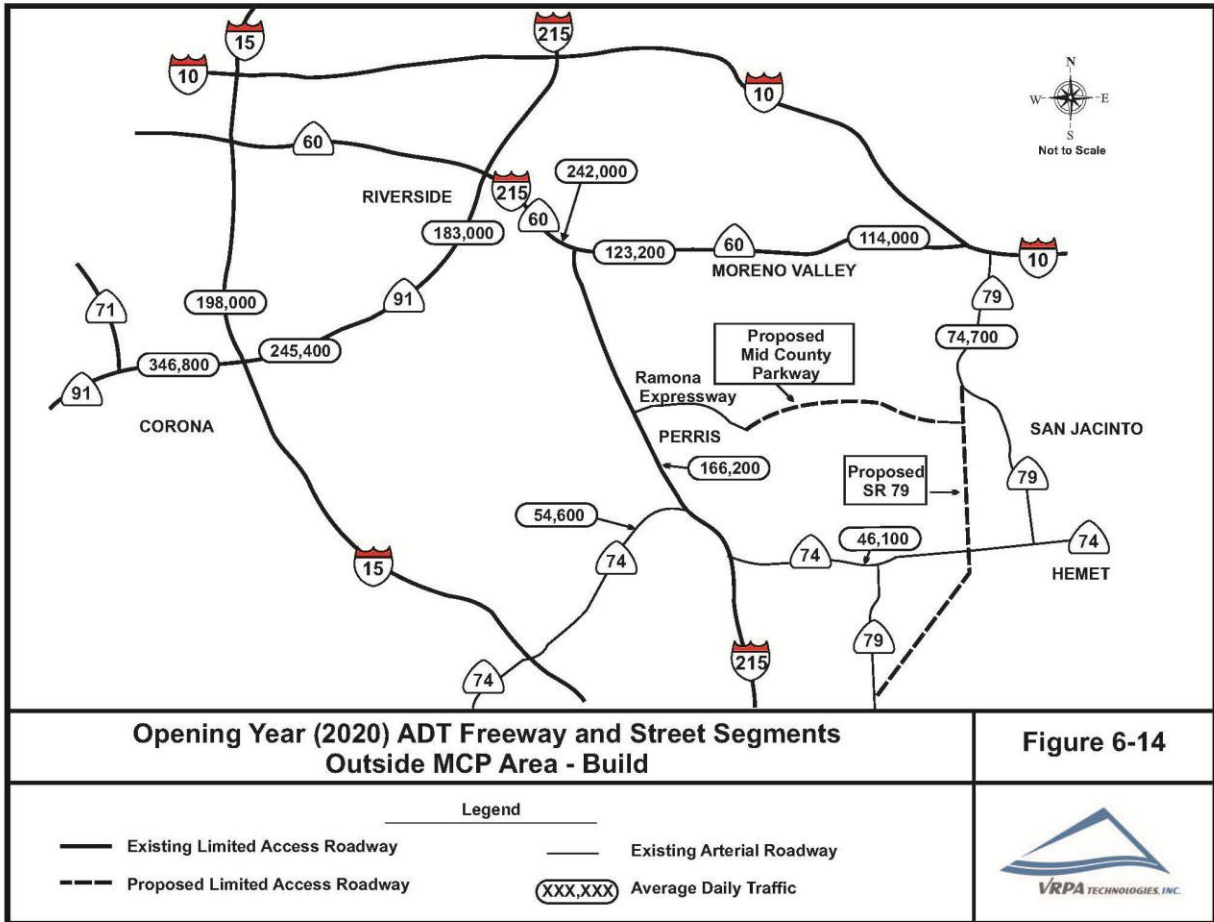 15
215
10
10
N
W
E
S
Not to Scale
60
242,000
RIVERSIDE
215
60
183,000
123,200
60
114,000
10
MORENO VALLEY
79
71
198,000
91
74,700
Proposed
Mid County
Parkway
346,800
245,400
Ramona
Expressway
91
CORONA
PERRIS
SAN JACINTO
166,200
Proposed
SR 79
79
54,600
46,100
74
74
74
15
HEMET
79
215
74
Opening Year (2020) ADT Freeway and Street Segments
Outside MCP Area - Build
Figure 6-14
Legend
Existing Limited Access Roadway
Existing Arterial Roadway
Proposed Limited Access Roadway
XXX,XXX Average Daily Traffic
VRPA TECHNOLOGIES, INC.